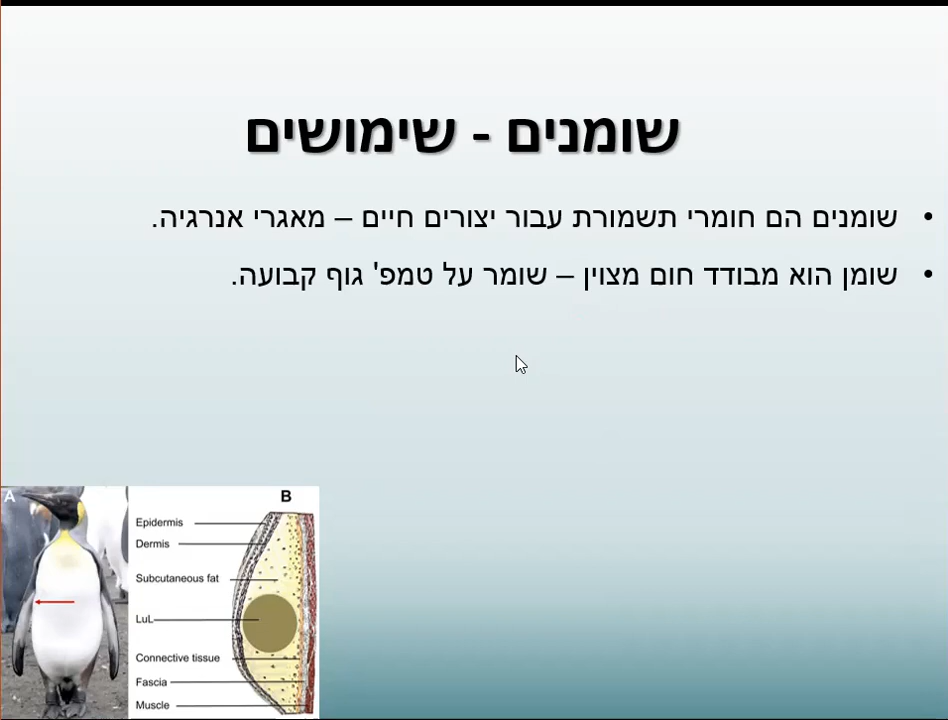 שומנים - שימושים
• שומנים הם חומרי תשמורת עבור יצורים חיים – מאגרי אנרגיה.
• שומן הוא מבודד חום מצוין – שומר על טמפ' גוף קבועה.
A
B
Epidermis
Dermis
Subcutaneous fat
LuL
Connective tissue
Fascia
Muscle